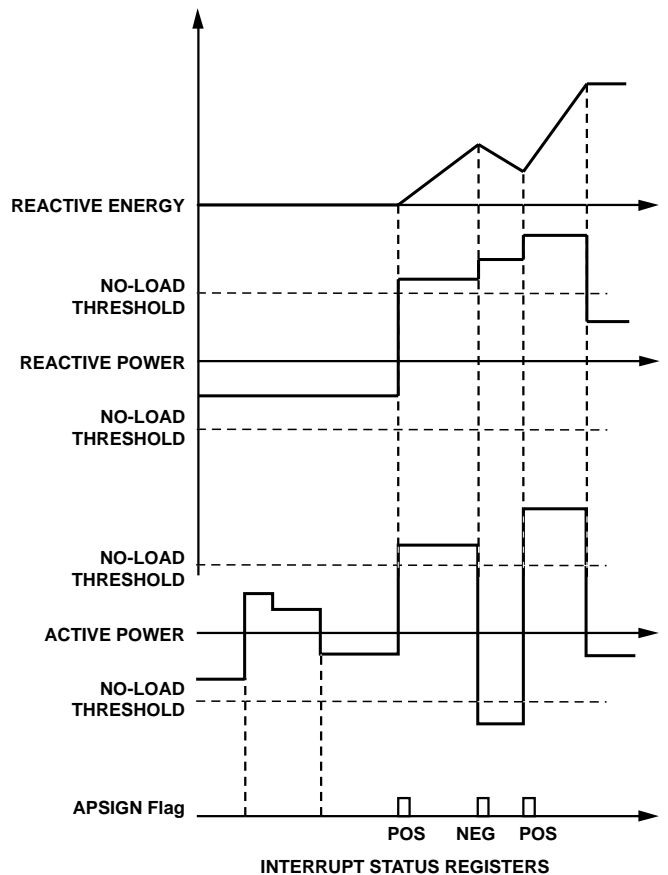 REACTIVE ENERGY
NO-LOAD
THRESHOLD
REACTIVE POWER
NO-LOAD
THRESHOLD
NO-LOAD
THRESHOLD
ACTIVE POWER
NO-LOAD
THRESHOLD
APSIGN Flag
POS NEG POS
INTERRUPT STATUS REGISTERS